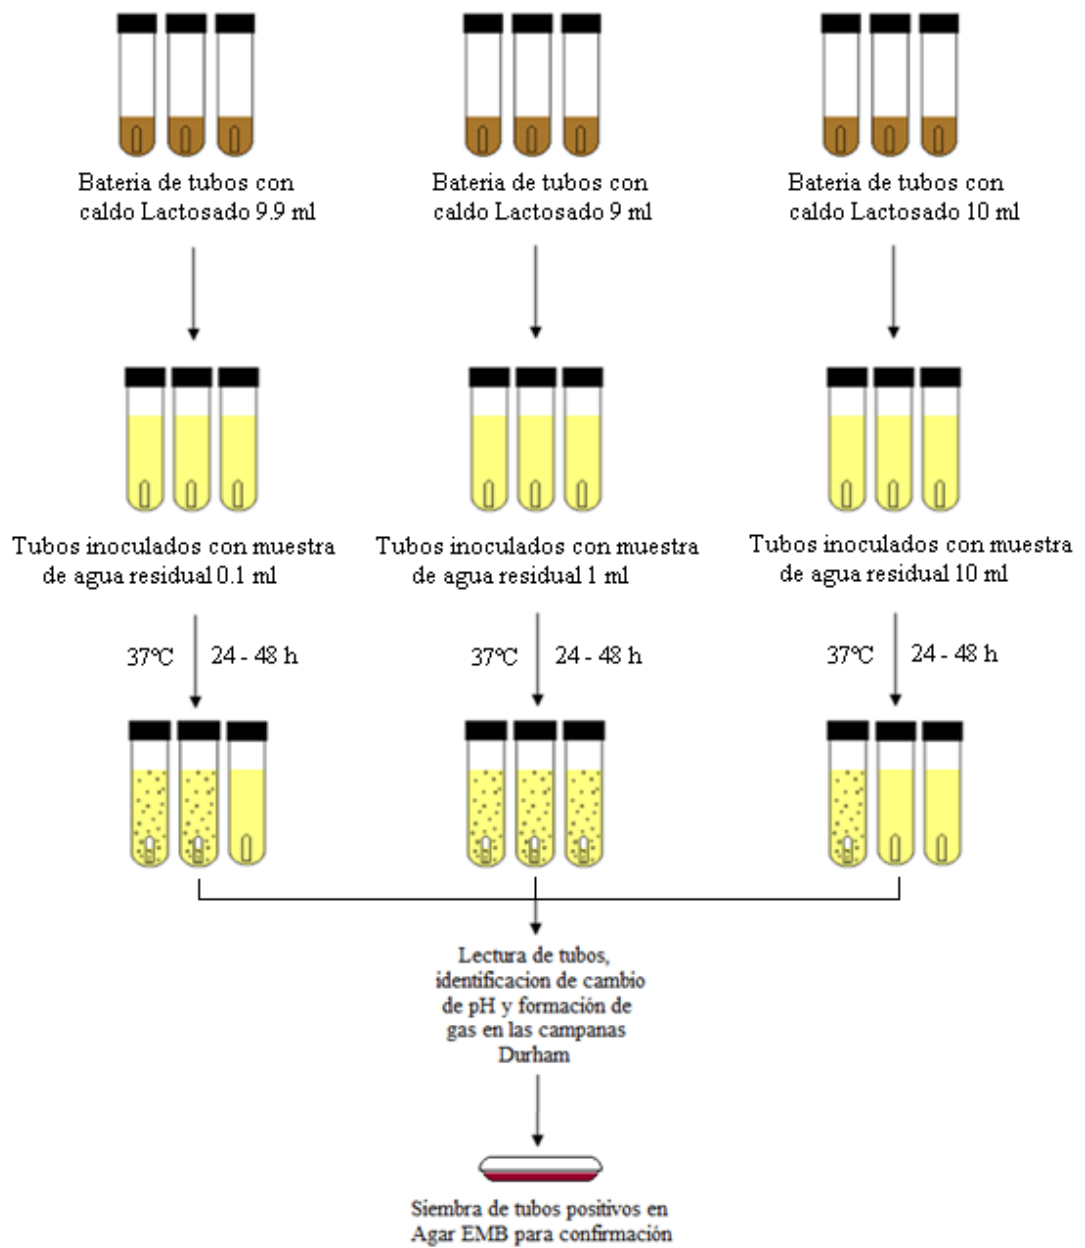 Bateria de tubos con
caldo Lactosado 9.9 ml
Bateria de tubos con
caldo Lactosado 9 ml
Bateria de tubos con
caldo Lactosado 10 ml
Tubos inoculados con muestra
de agua residual 0.1 ml
Tubos inoculados con muestra
de agua residual 1 ml
Tubos inoculados con muestra
de agua residual 10 ml
37°C 24 - 48 h
37°C 24 - 48 h
37°C 24 - 48 h
Lectura de tubos,
identificacion de cambio
de pH y formación de
gas en las campanas
Durham
Siembra de tubos positivos en
Agar EMB para confirmación